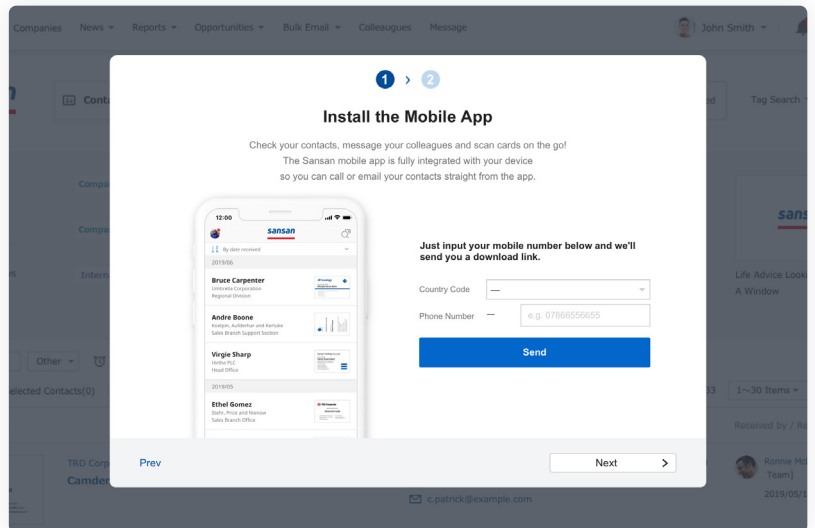 Companies News Reports Opportunities Bulk Email Colleaugues Message John Smith
Tag Search
Life Advice Look
A Window
Other
elected Contacts(0)
1～30 Items
Received by / Re
TRD Corp
Camden
c.patrick@example.com
2019/05/1
1 > 2
Install the Mobile App
Check your contacts, message your colleagues and scan cards on the go!
The Sansan mobile app is fully integrated with your device
so you can call or email your contacts straight from the app.
12:00
sansan
By date received
2019/06
Bruce Carpenter
Umbrella Corporation
Regional Division
Andre Boone
Koelpin, Aufderhar and Kertzke
Sales Branch Support Section
Virgie Sharp
Hirthe PLC
Head Office
2019/05
Ethel Gomez
Stehr, Price and Nienow
Sales Branch Office
Just input your mobile number below and we'll
send you a download link.
Country Code —
Phone Number — e.g. 07866556655
Send
Prev
Next >